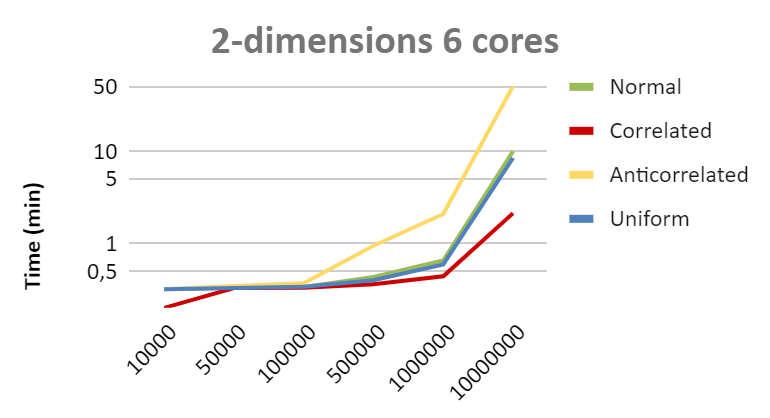 2-dimensions 6 cores
Time (min)
50
10
5
1
0,5
10000
50000
100000
500000
1000000
10000000
Normal
Correlated
Anticorrelated
Uniform